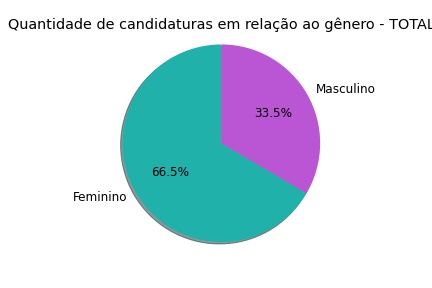 Quantidade de candidaturas em relação ao gênero - TOTAL
Masculino
33.5%
66.5%
Feminino